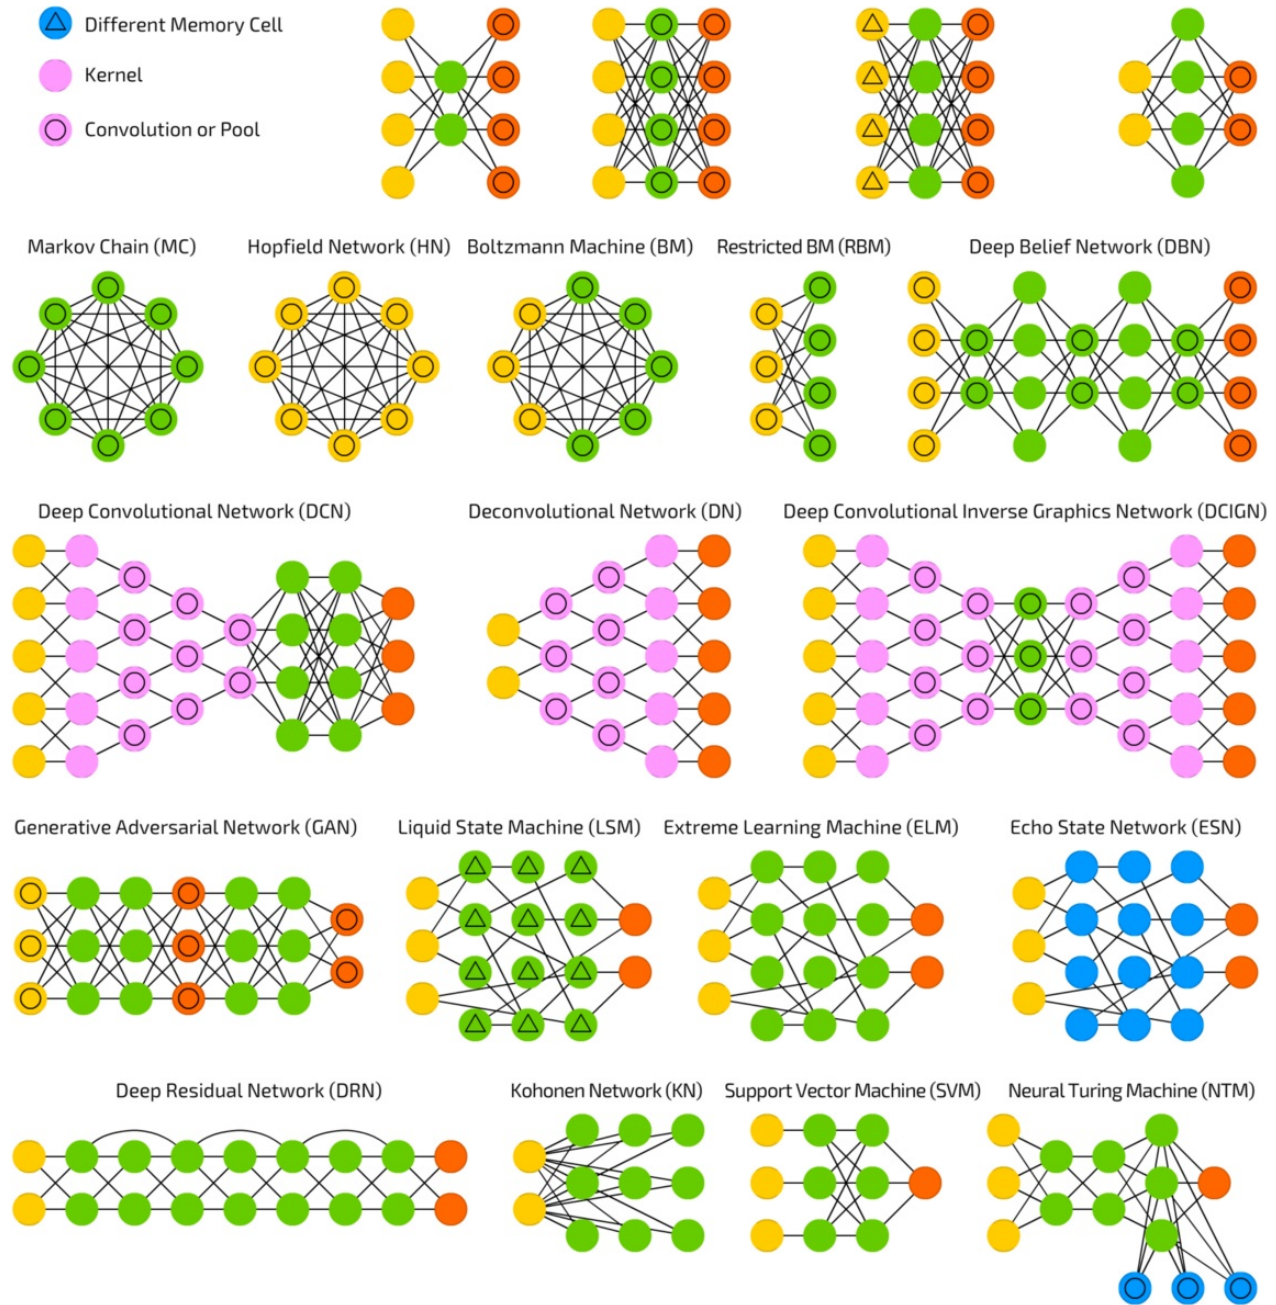 Different Memory Cell
Kernel
Convolution or Pool
Markov Chain (MC)
Hopfield Network (HN)
Boltzmann Machine (BM)
Restricted BM (RBM)
Deep Belief Network (DBN)
Deep Convolutional Network (DCN)
Deconvolutional Network (DN)
Deep Convolutional Inverse Graphics Network (DCIGN)
Generative Adversarial Network (GAN)
Liquid State Machine (LSM)
Extreme Learning Machine (ELM)
Echo State Network (ESN)
Deep Residual Network (DRN)
Kohonen Network (KN)
Support Vector Machine (SVM)
Neural Turing Machine (NTM)